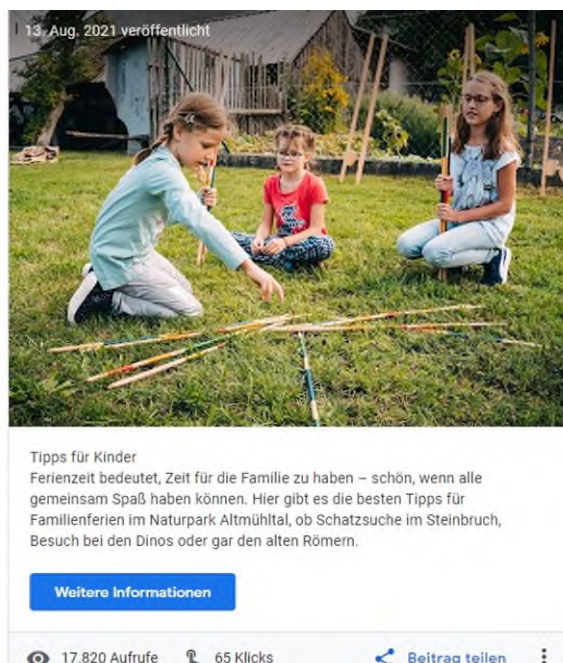 13. Aug. 2021 veröffentlicht
Tipps für Kinder
Ferienzeit bedeutet, Zeit für die Familie zu haben – schön, wenn alle
gemeinsam Spaß haben können. Hier gibt es die besten Tipps für
Familienferien im Naturpark Altmühltal, ob Schatzsuche im Steinbruch,
Besuch bei den Dinos oder gar den alten Römern.
Weitere Informationen
17.820 Aufrufe 65 Klicks Beitrag teilen